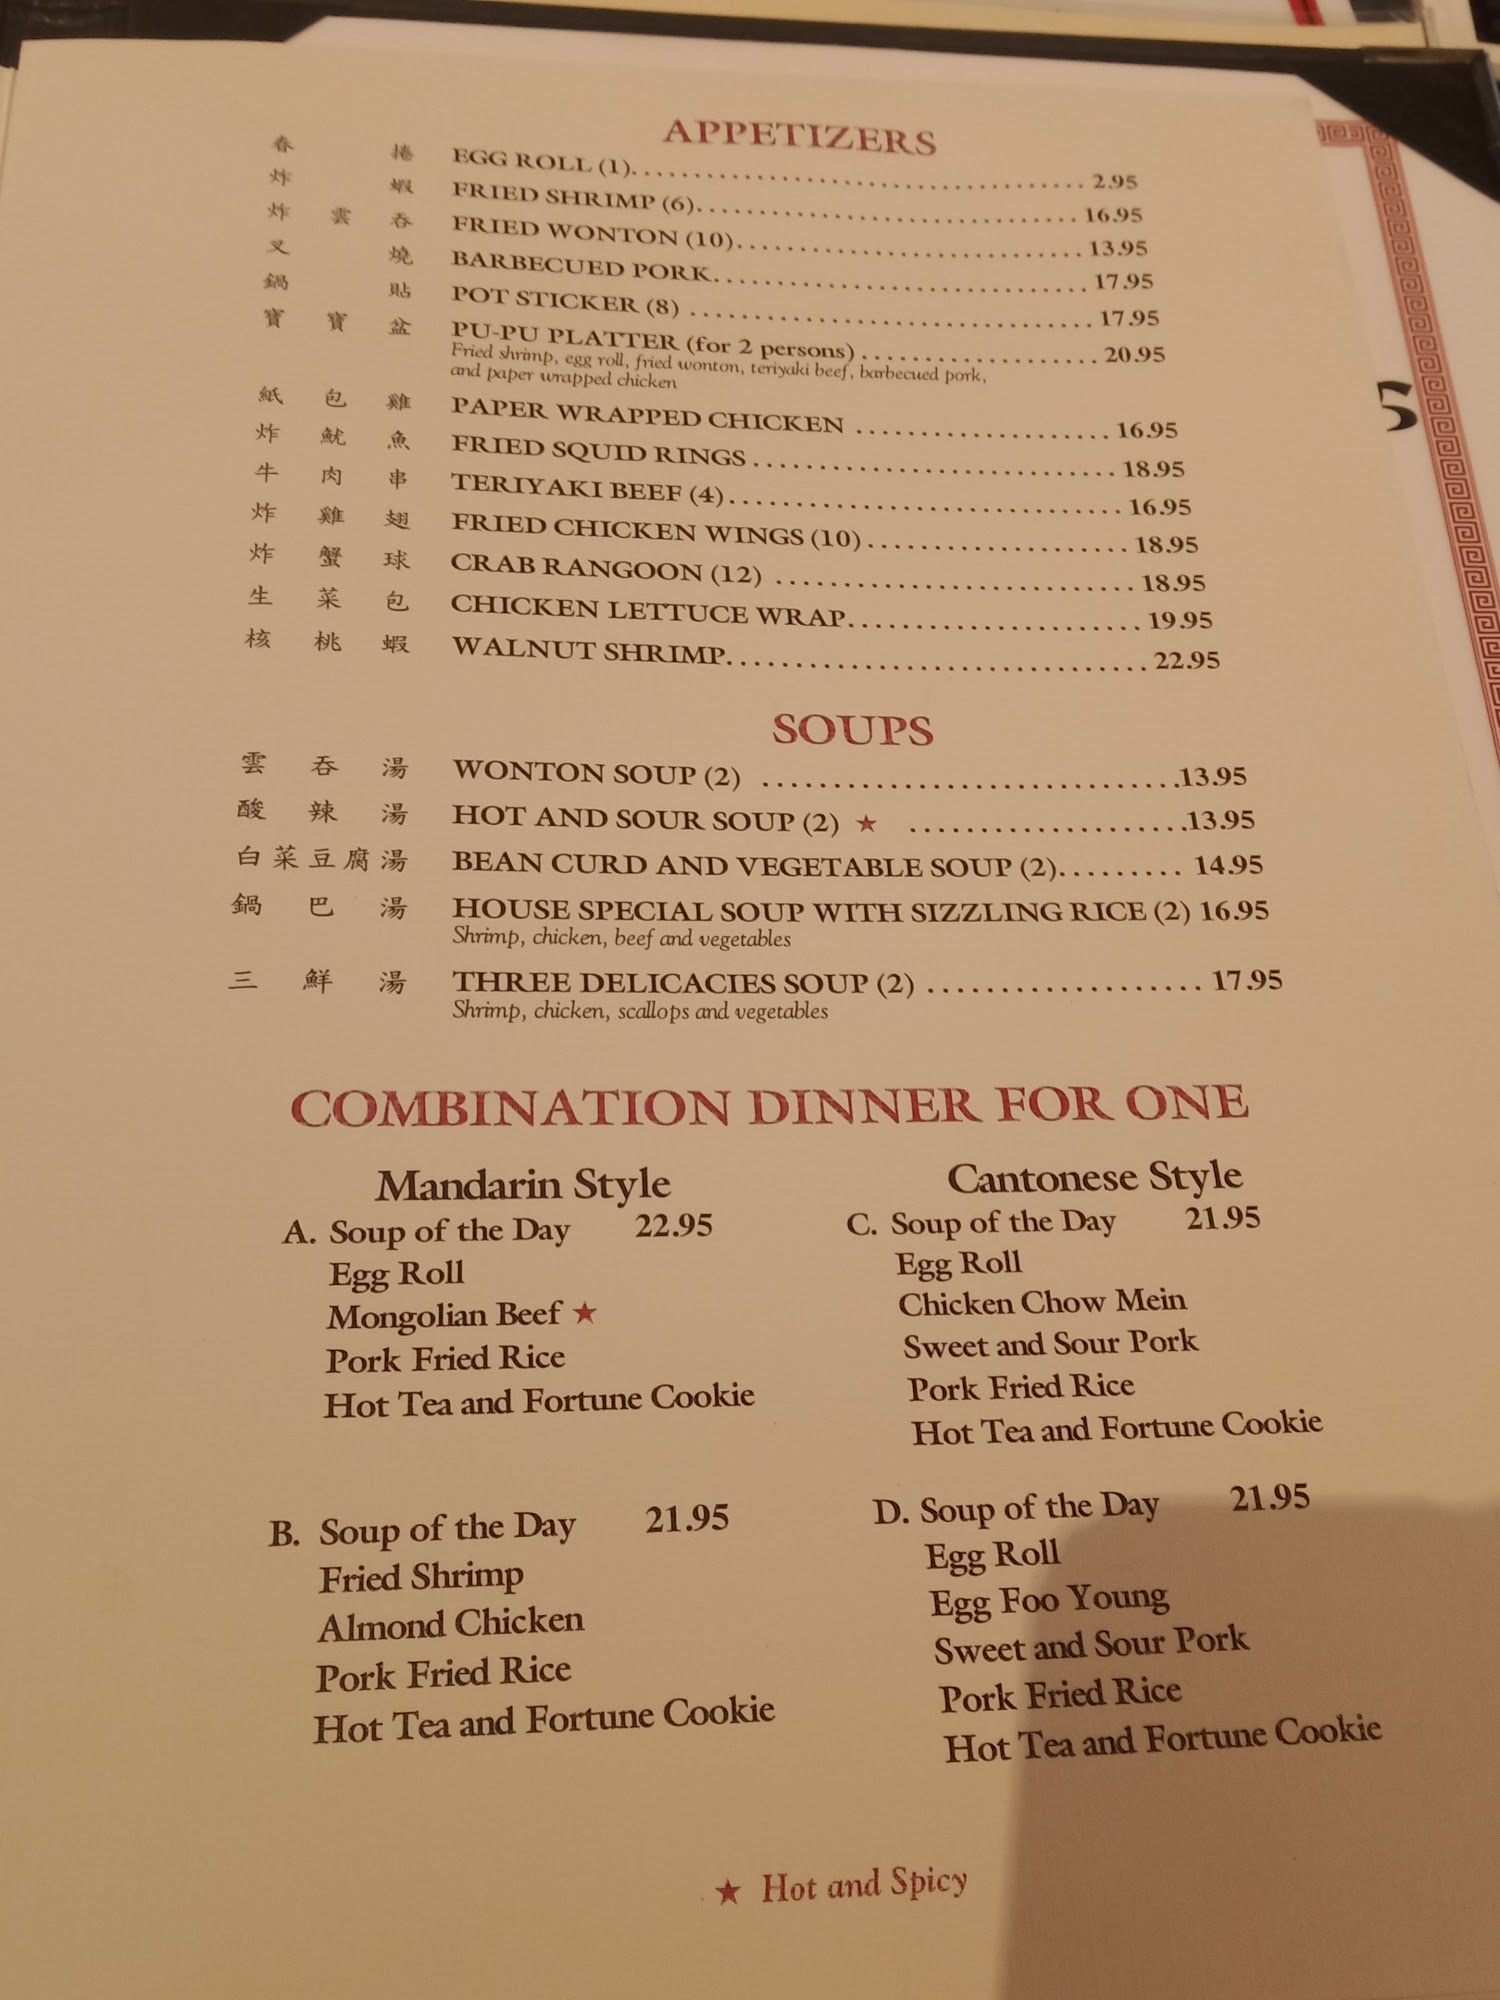 APPETIZERS
春 捲 EGG ROLL (1)........................................ 2.95
炸 蝦 FRIED SHRIMP (6)................................ 16.95
炸 雲 吞 FRIED WONTON (10)............................. 13.95
叉 燒 BARBECUED PORK............................... 17.95
鍋 貼 POT STICKER (8) ................................. 17.95
寶 寶 盆 PU-PU PLATTER (for 2 persons) .................... 20.95
Fried shrimp, egg roll, fried wonton, teriyaki beef, barbecued pork,
and paper wrapped chicken
紙 包 雞 PAPER WRAPPED CHICKEN ...................... 16.95
炸 魷 魚 FRIED SQUID RINGS............................... 18.95
牛 肉 串 TERIYAKI BEEF (4)................................. 16.95
炸 雞 翅 FRIED CHICKEN WINGS (10)...................... 18.95
炸 蟹 球 CRAB RANGOON (12) ............................. 18.95
生 菜 包 CHICKEN LETTUCE WRAP........................ 19.95
核 桃 蝦 WALNUT SHRIMP.................................. 22.95
SOUPS
雲 吞 湯 WONTON SOUP (2) ..............................13.95
酸 辣 湯 HOT AND SOUR SOUP (2) ★ ....................13.95
白菜豆腐湯 BEAN CURD AND VEGETABLE SOUP (2)......... 14.95
鍋 巴 湯 HOUSE SPECIAL SOUP WITH SIZZLING RICE (2) 16.95
Shrimp, chicken, beef and vegetables
三 鮮 湯 THREE DELICACIES SOUP (2) ................... 17.95
Shrimp, chicken, scallops and vegetables
COMBINATION DINNER FOR ONE
Mandarin Style
A. Soup of the Day 22.95
Egg Roll
Mongolian Beef ★
Pork Fried Rice
Hot Tea and Fortune Cookie
B. Soup of the Day 21.95
Fried Shrimp
Almond Chicken
Pork Fried Rice
Hot Tea and Fortune Cookie
Cantonese Style
C. Soup of the Day 21.95
Egg Roll
Chicken Chow Mein
Sweet and Sour Pork
Pork Fried Rice
Hot Tea and Fortune Cookie
D. Soup of the Day 21.95
Egg Roll
Egg Foo Young
Sweet and Sour Pork
Pork Fried Rice
Hot Tea and Fortune Cookie
★ Hot and Spicy